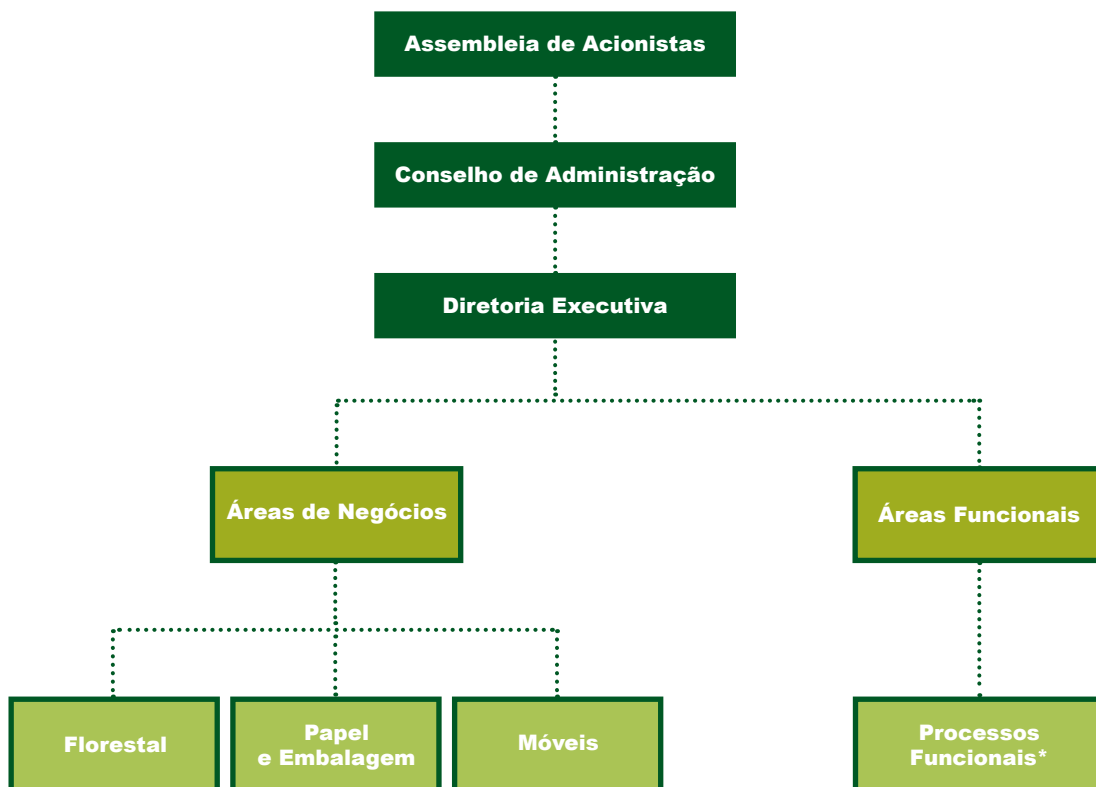 Assembleia de Acionistas
Conselho de Administração
Diretoria Executiva
Áreas de Negócios
Áreas Funcionais
Florestal
Papel
e Embalagem
Móveis
Processos
Funcionais*